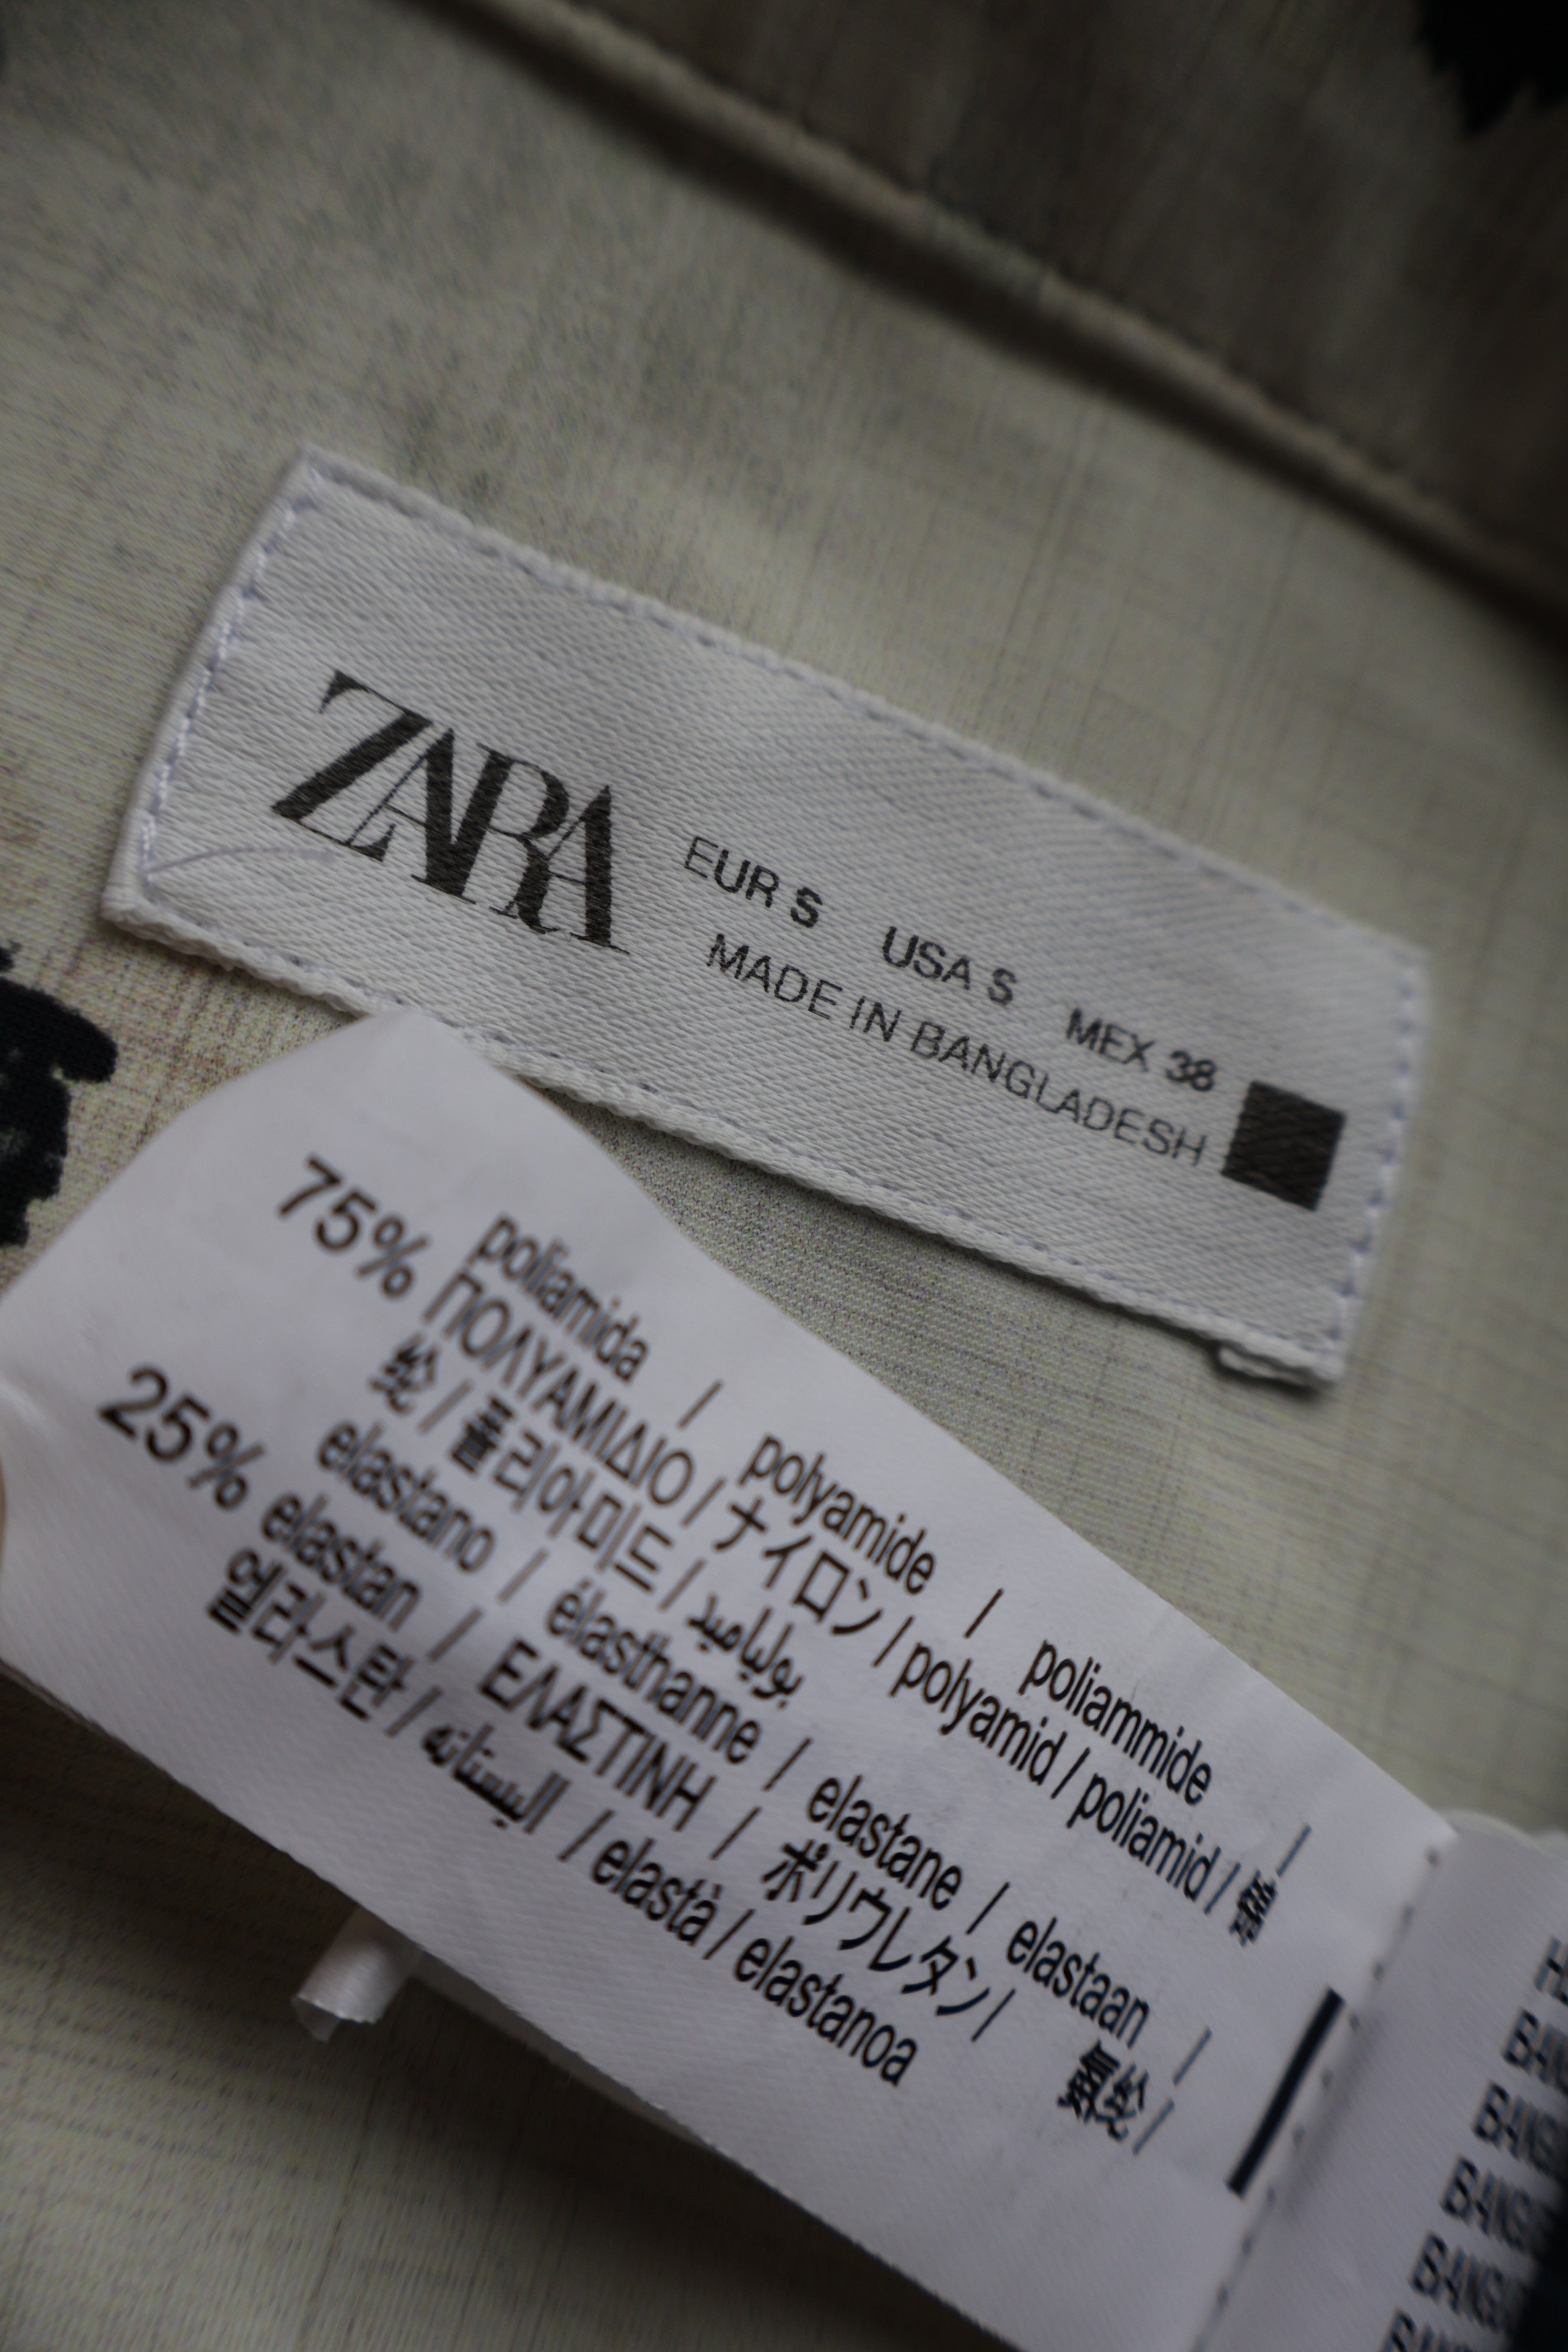 ZARA
EUR S USA S MEX 38
MADE IN BANGLADESH
poliamida / polyamide / poliammide /
75% ΠΟΛΥΑΜΙΔΙΟ / ナイロン / polyamid / poliamid / 锦
纶 / 폴리아미드 / بولياميد
elastano / élasthanne / elastane / elastaan /
25% elastan / ΕΛΑΣΤΙΝΗ / ポリウレタン / 氨纶 /
엘라스탄 / اليستانه / elastà / elastanoa